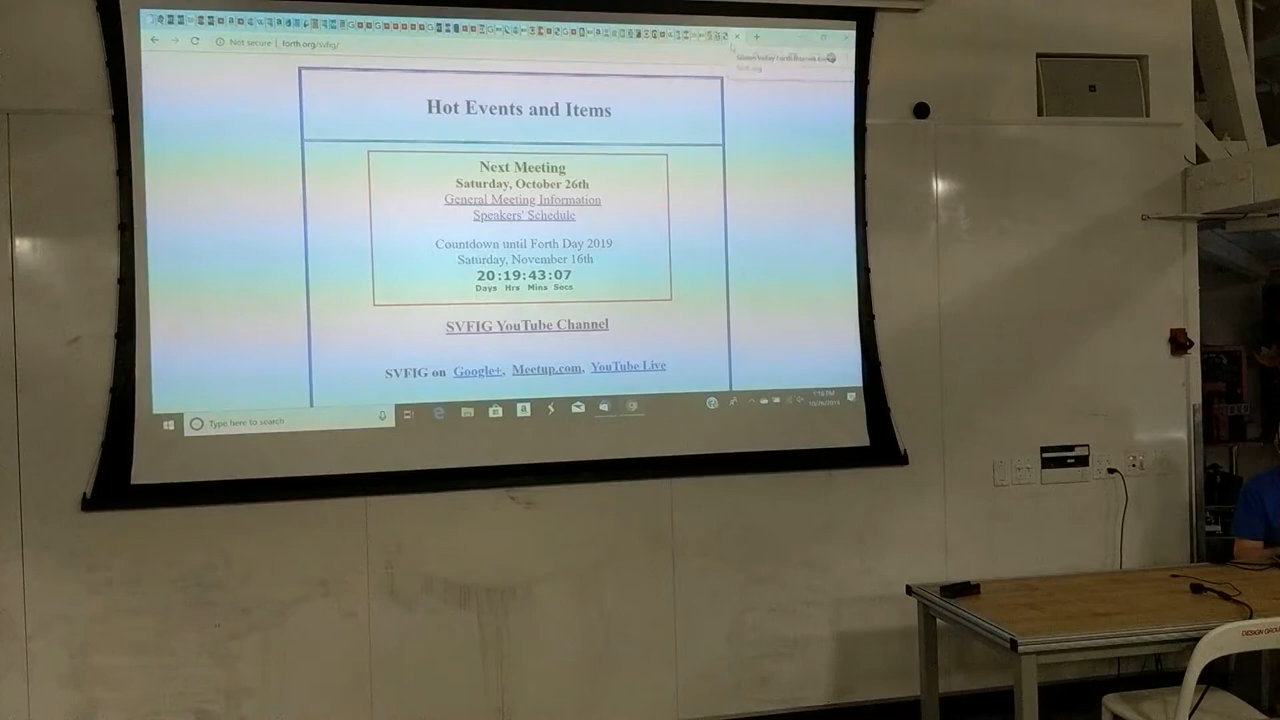 Not secure | forth.org/svfig/
Hot Events and Items
Next Meeting
Saturday, October 26th
General Meeting Information
Speakers' Schedule
Countdown until Forth Day 2019
Saturday, November 16th
20:19:43:07
Days Hrs Mins Secs
SVFIG YouTube Channel
SVFIG on Google+, Meetup.com, YouTube Live
Type here to search
DESIGN